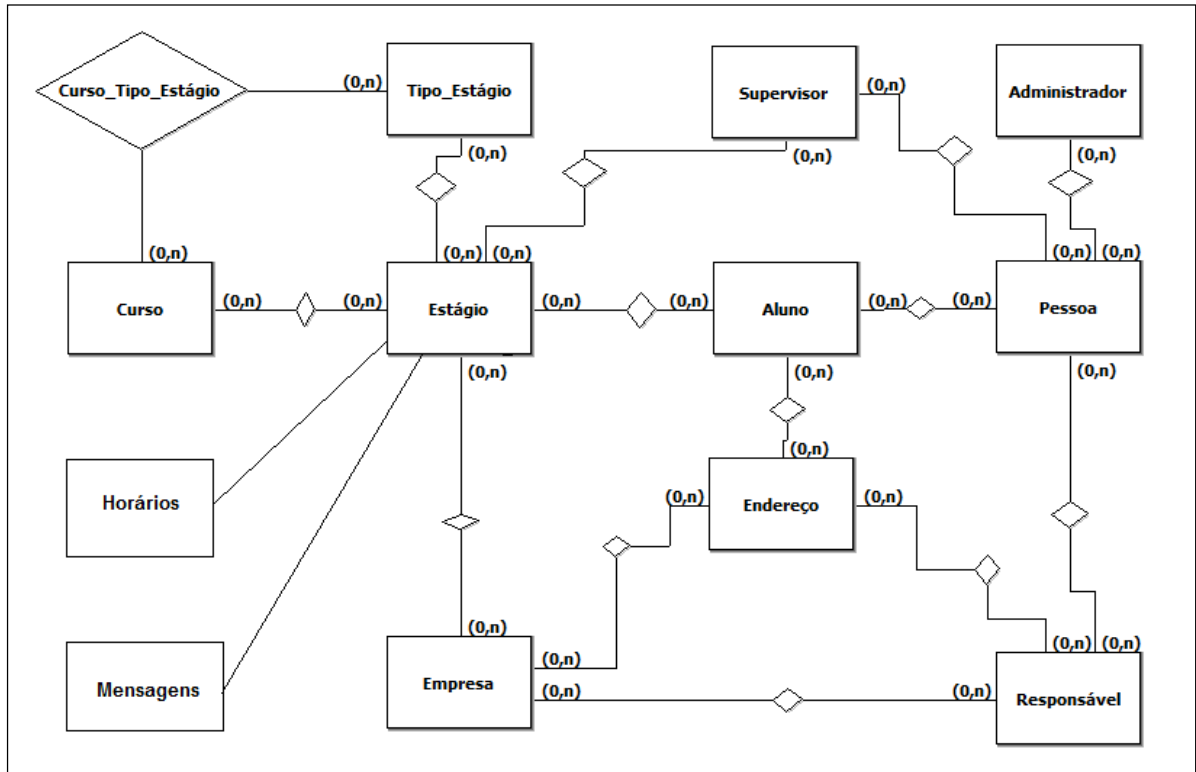 Curso_Tipo_Estágio
(0,n)
Tipo_Estágio
(0,n)
Supervisor
(0,n)
(0,n)
Administrador
(0,n)
(0,n)
(0,n)
(0,n)
(0,n)
(0,n)
Curso
(0,n)
(0,n)
Estágio
(0,n)
(0,n)
Aluno
(0,n)
(0,n)
Pessoa
(0,n)
(0,n)
(0,n)
(0,n)
Horários
(0,n)
Endereço
(0,n)
(0,n)
(0,n)
(0,n)
(0,n)
Mensagens
Empresa
(0,n)
(0,n)
(0,n)
Responsável